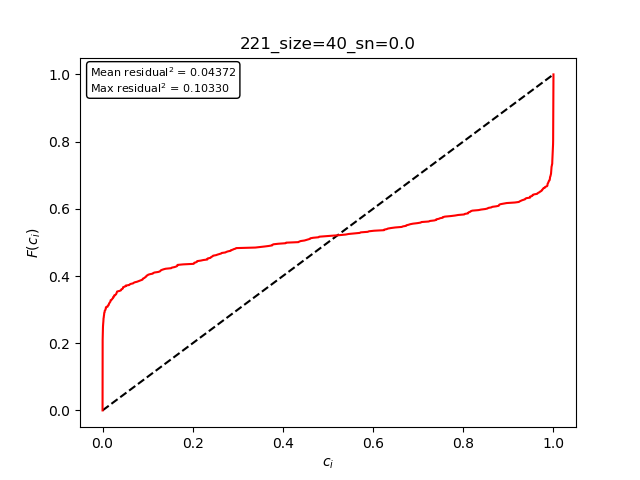 221_size=40_sn=0.0
Mean residual² = 0.04372
Max residual² = 0.10330
1.0
0.8
0.6
0.4
0.2
0.0
F(cᵢ)
0.0 0.2 0.4 0.6 0.8 1.0
cᵢ